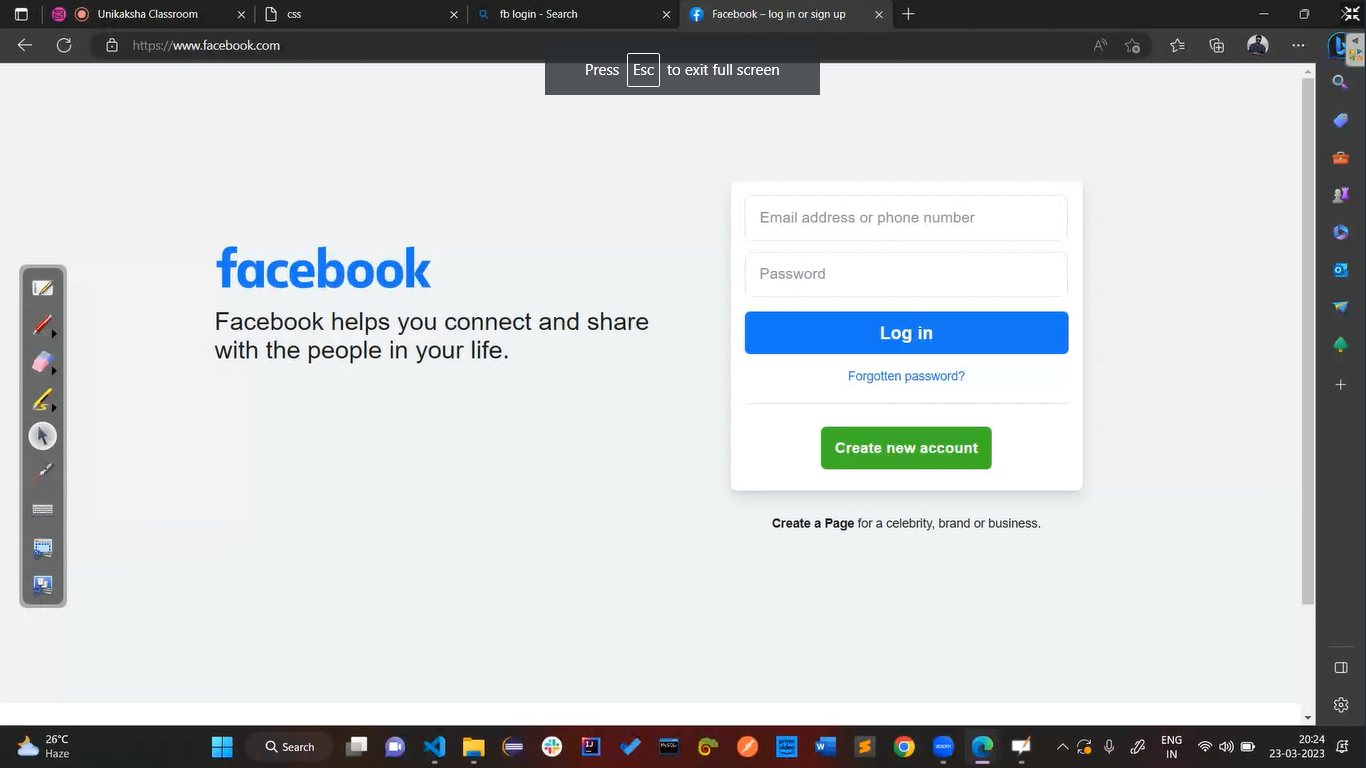 Unikaksha Classroom
css
fb login - Search
Facebook – log in or sign up
https://www.facebook.com
Press Esc to exit full screen
facebook
Facebook helps you connect and share
with the people in your life.
Email address or phone number
Password
Log in
Forgotten password?
Create new account
Create a Page for a celebrity, brand or business.
26°C
Haze
Search
ENG
IN
20:24
23-03-2023